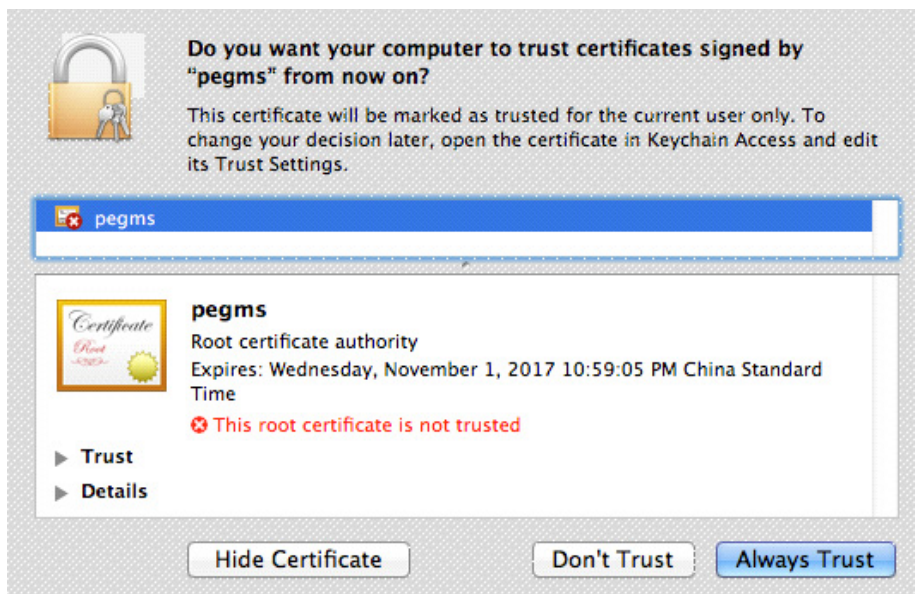 Do you want your computer to trust certificates signed by
“pegms” from now on?
This certificate will be marked as trusted for the current user only. To
change your decision later, open the certificate in Keychain Access and edit
its Trust Settings.
pegms
Certificate
Root
pegms
Root certificate authority
Expires: Wednesday, November 1, 2017 10:59:05 PM China Standard
Time
This root certificate is not trusted
Trust
Details
Hide Certificate
Don't Trust
Always Trust